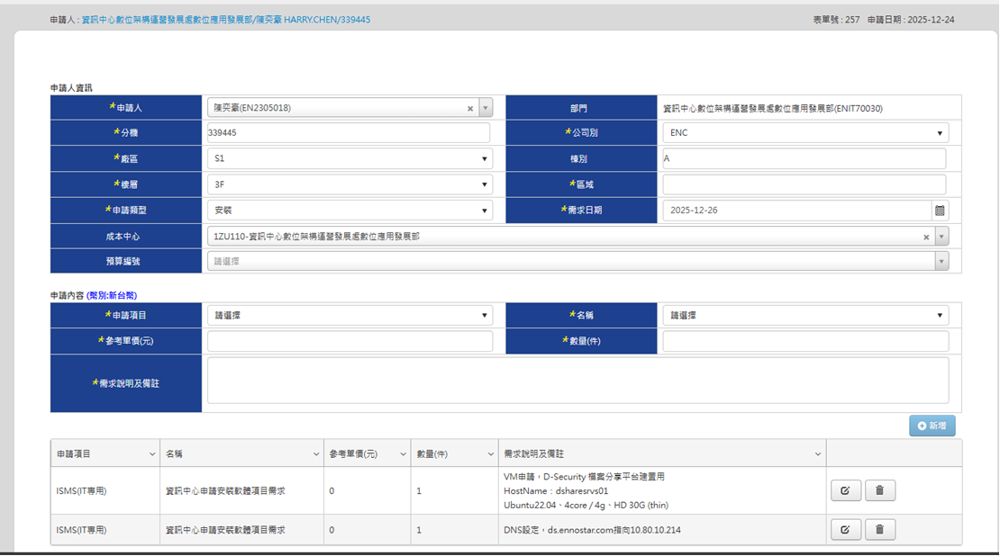 申請人 : 資訊中心數位架構運營發展處數位應用發展部/陳奕豪 HARRY.CHEN/339445
表單號 : 257 申請日期 : 2025-12-24
申請人資訊
*申請人 陳奕豪(EN2305018) × 部門 資訊中心數位架構運營發展處數位應用發展部(ENIT70030)
*分機 339445 *公司別 ENC
*廠區 S1 棟別 A
*樓層 3F *區域
*申請類型 安裝 *需求日期 2025-12-26
成本中心 1ZU110-資訊中心數位架構運營發展處數位應用發展部 ×
預算編號 請選擇
申請內容 (幣別:新台幣)
*申請項目 請選擇 *名稱 請選擇
*參考單價(元) *數量(件)
*需求說明及備註
新增
申請項目 名稱 參考單價(元) 數量(件) 需求說明及備註
ISMS(IT專用) 資訊中心申請安裝軟體項目需求 0 1 VM申請，D-Security 檔案分享平台建置用
HostName：dsharesrvs01
Ubuntu22.04、4core / 4g、HD 30G (thin)
ISMS(IT專用) 資訊中心申請安裝軟體項目需求 0 1 DNS設定，ds.ennostar.com指向10.80.10.214